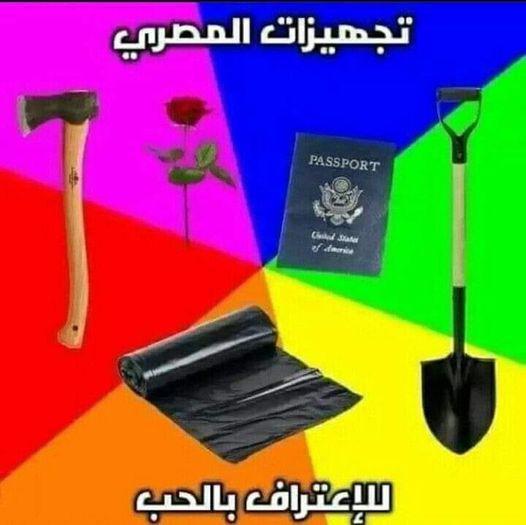 تجهيزات المصري
PASSPORT
United States
of America
للإعتراف بالحب